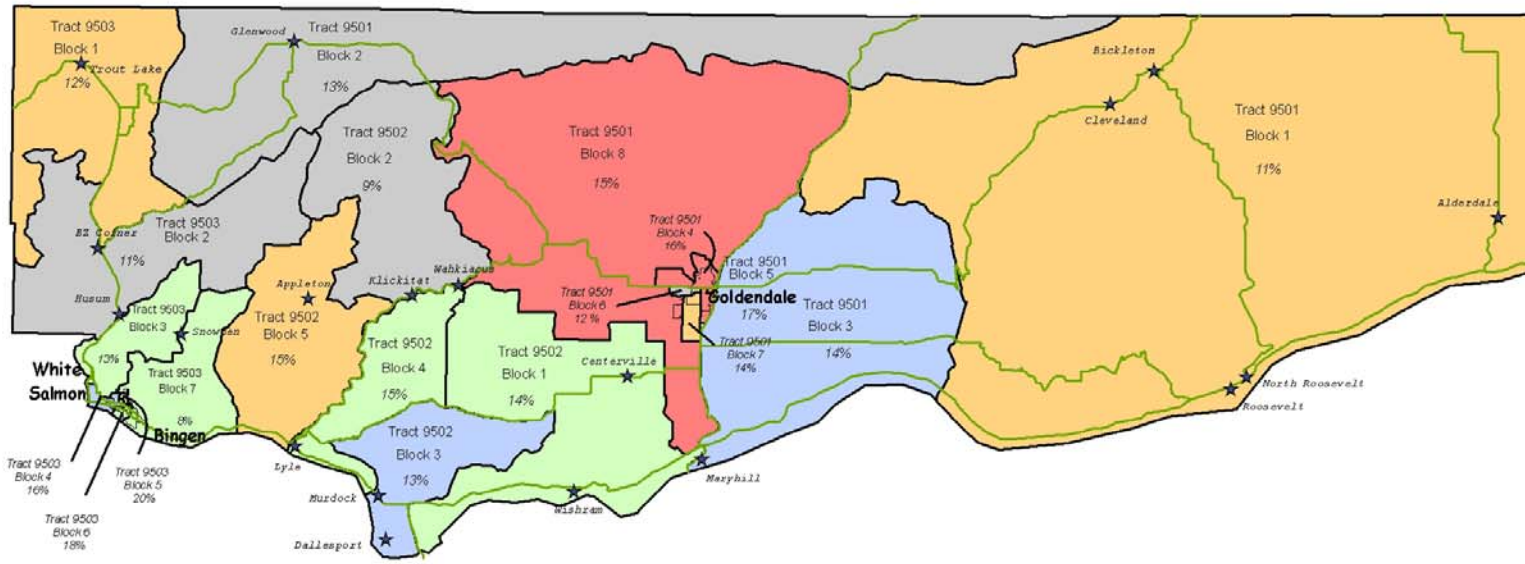 Tract 9503
Block 1
12%
Trout Lake
Glenwood
Tract 9501
Block 2
13%
Tract 9502
Block 2
9%
Tract 9501
Block 8
15%
Bickleton
Cleveland
Tract 9501
Block 1
11%
Alderdale
Tract 9503
Block 2
11%
BZ Corner
Husum
Tract 9501
Block 4
16%
Tract 9501
Block 5
17%
Tract 9501
Block 6
12 %
Goldendale
Tract 9501
Block 3
14%
Tract 9501
Block 7
14%
Appleton
Klickitat
Wahkiacus
Tract 9503
Block 3
13%
Snowden
Tract 9502
Block 5
15%
Tract 9502
Block 4
15%
Tract 9502
Block 1
14%
Centerville
White
Salmon
Tract 9503
Block 7
8%
Bingen
North Roosevelt
Roosevelt
Tract 9502
Block 3
13%
Lyle
Maryhill
Murdock
Wishram
Dallesport
Tract 9503
Block 4
16%
Tract 9503
Block 5
20%
Tract 9503
Block 6
18%